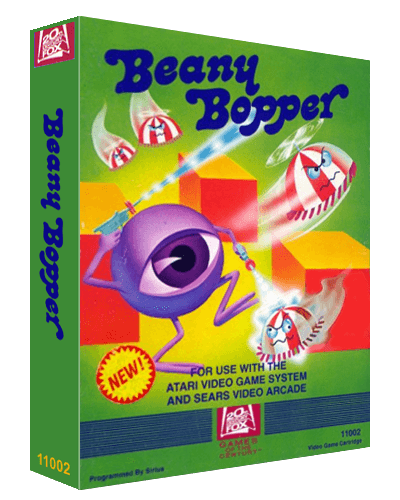 20th
CENTURY
FOX
Beany Bopper
11002
Beany
Bopper
NEW!
FOR USE WITH THE
ATARI VIDEO GAME SYSTEM
AND SEARS VIDEO ARCADE
20th
CENTURY
FOX
GAMES
OF THE
CENTURY
Programmed By Sirius
11002
Video Game Cartridge